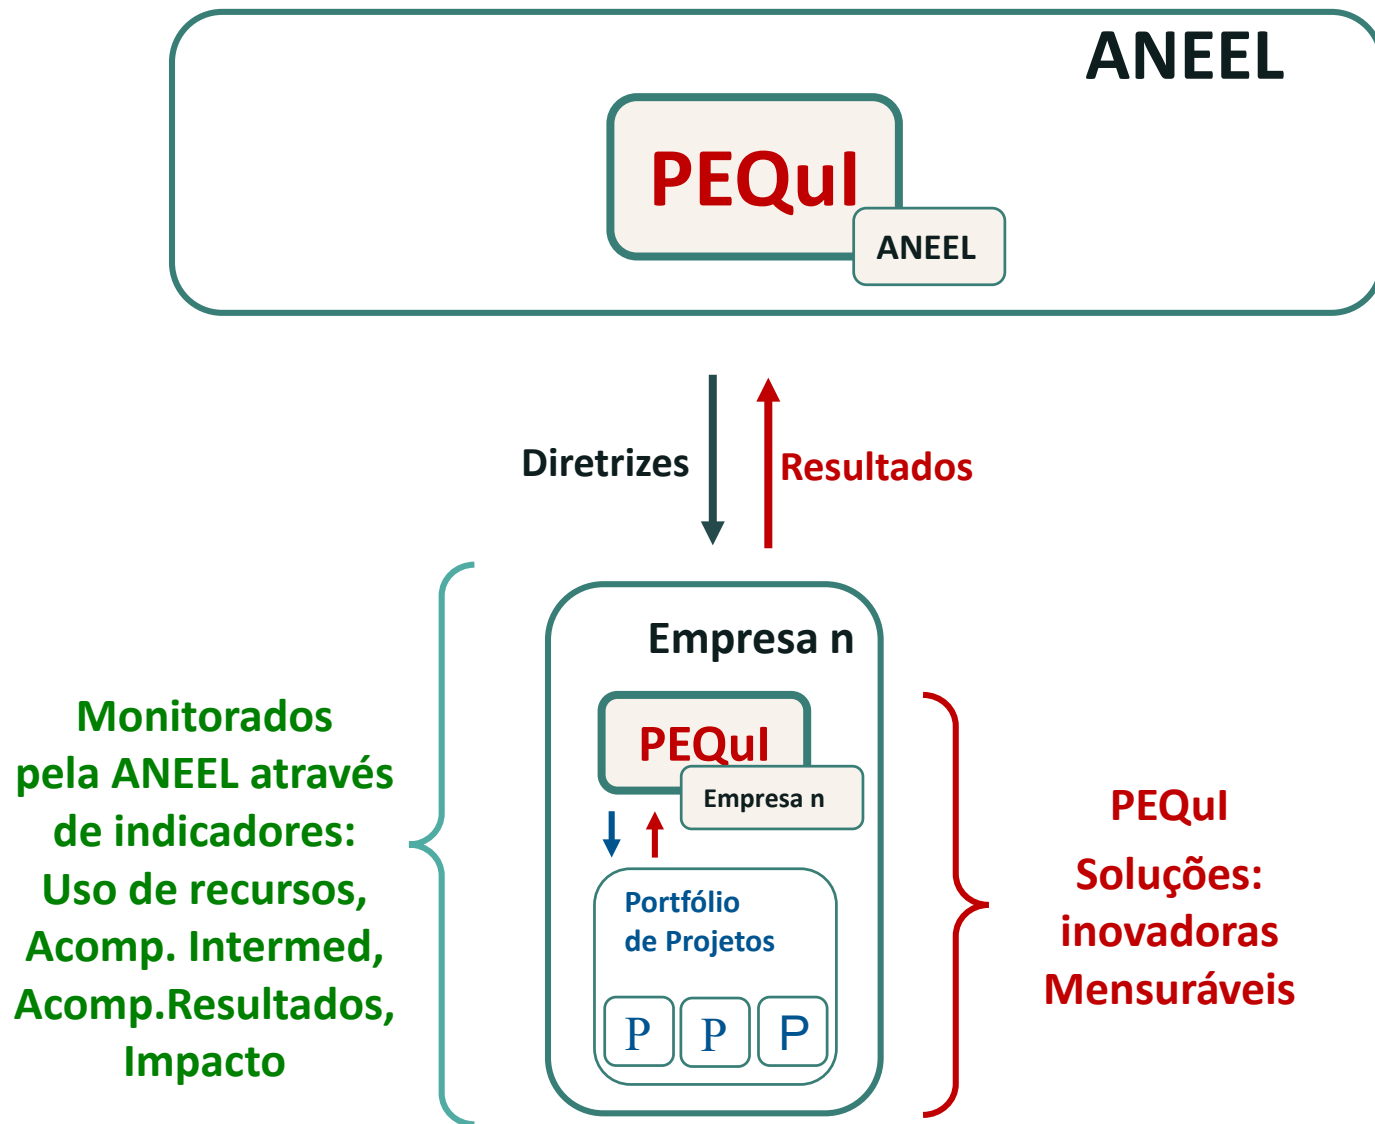 ANEEL
PEQuI
ANEEL
Diretrizes
Resultados
Monitorados
pela ANEEL através
de indicadores:
Uso de recursos,
Acomp. Intermed,
Acomp.Resultados,
Impacto
Empresa n
PEQuI
Empresa n
Portfólio
de Projetos
P P P
PEQuI
Soluções:
inovadoras
Mensuráveis